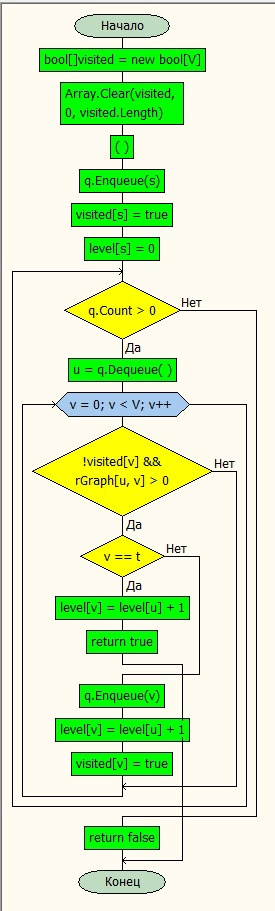 Начало
bool[]visited = new bool[V]
Array.Clear(visited,
0, visited.Length)
( )
q.Enqueue(s)
visited[s] = true
level[s] = 0
q.Count > 0
Нет
Да
u = q.Dequeue( )
v = 0; v < V; v++
!visited[v] &&
rGraph[u, v] > 0
Нет
Да
v == t
Нет
Да
level[v] = level[u] + 1
return true
q.Enqueue(v)
level[v] = level[u] + 1
visited[v] = true
return false
Конец